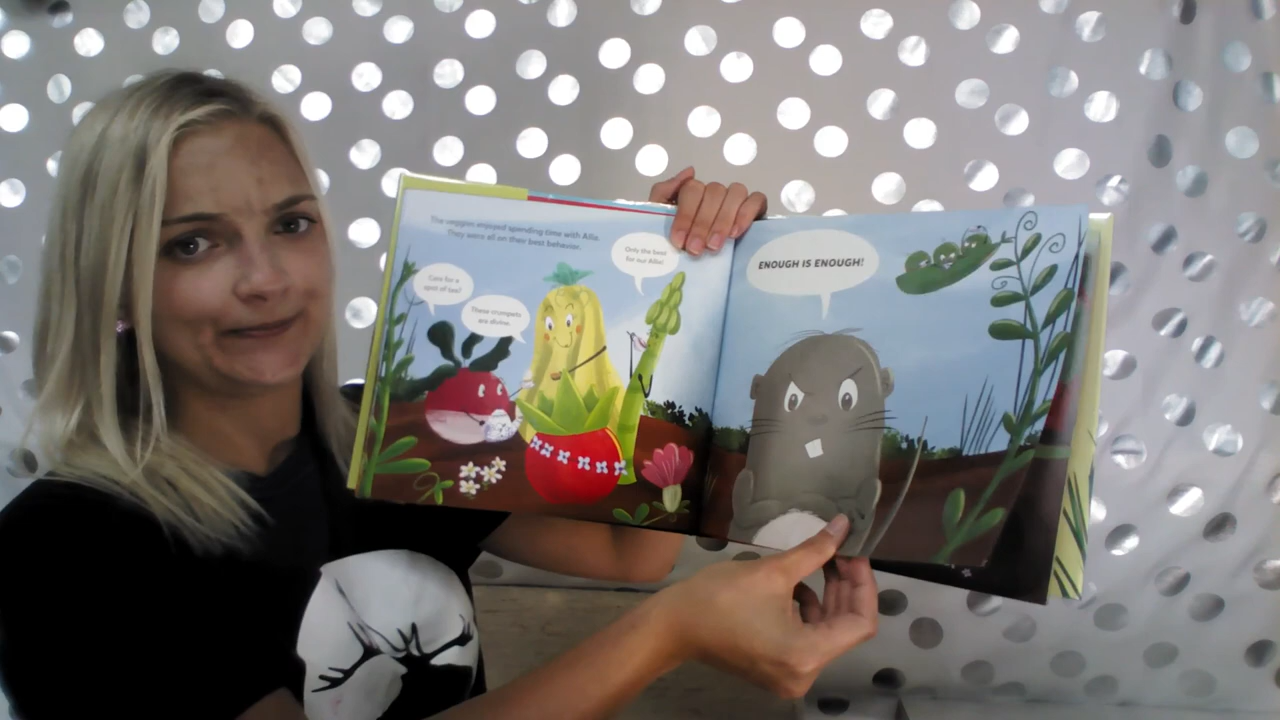 The veggies enjoyed spending time with Allie.
They were all on their best behavior.
Care for a
spot of tea?
These crumpets
are divine.
Only the best
for our Allie!
ENOUGH IS ENOUGH!